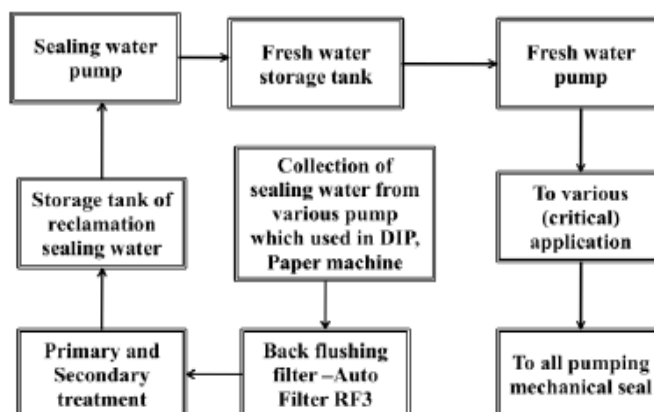 Sealing water
pump
Fresh water
storage tank
Fresh water
pump
Storage tank of
reclamation
sealing water
Collection of
sealing water from
various pump
which used in DIP,
Paper machine
To various
(critical)
application
Primary and
Secondary
treatment
Back flushing
filter –Auto
Filter RF3
To all pumping
mechanical seal